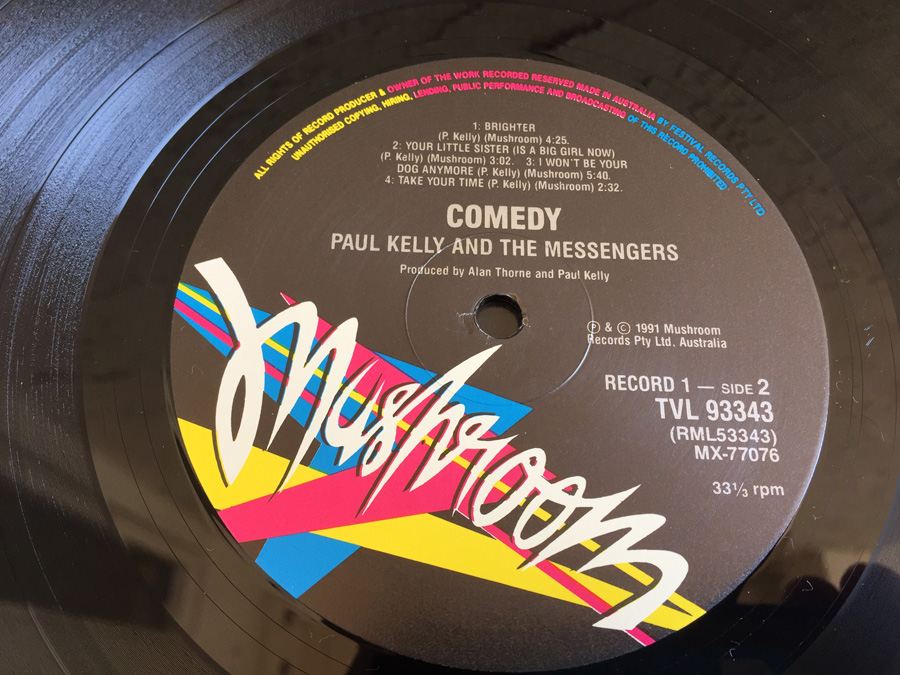 ALL RIGHTS OF RECORD PRODUCER & OWNER OF THE WORK RECORDED RESERVED MADE IN AUSTRALIA BY FESTIVAL RECORDS PTY LTD
UNAUTHORISED COPYING, HIRING, LENDING, PUBLIC PERFORMANCE AND BROADCASTING OF THIS RECORD PROHIBITED
1: BRIGHTER
(P. Kelly) (Mushroom) 4:25.
2: YOUR LITTLE SISTER (IS A BIG GIRL NOW)
(P. Kelly) (Mushroom) 3:02. 3: I WON'T BE YOUR
DOG ANYMORE (P. Kelly) (Mushroom) 5:40.
4: TAKE YOUR TIME (P. Kelly) (Mushroom) 2:32.
COMEDY
PAUL KELLY AND THE MESSENGERS
Produced by Alan Thorne and Paul Kelly
℗ & © 1991 Mushroom
Records Pty Ltd. Australia
RECORD 1 — SIDE 2
TVL 93343
(RML53343)
MX-77076
33⅓ rpm
Mushroom